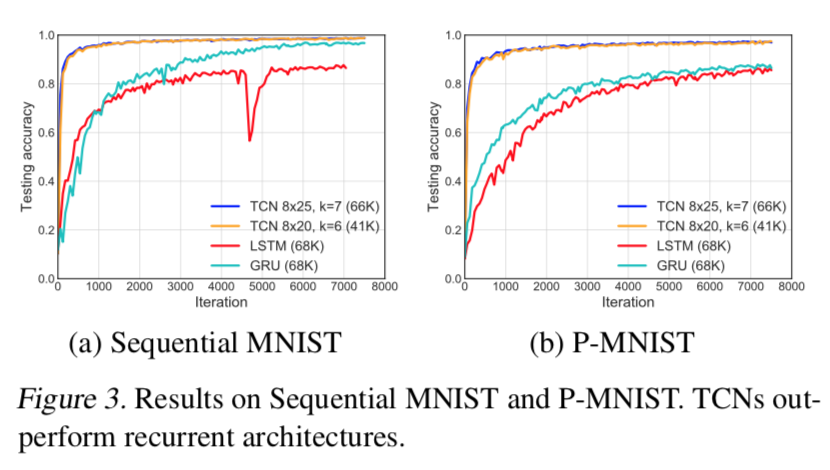 Testing accuracy
1.0
0.8
0.6
0.4
0.2
0.0
TCN 8x25, k=7 (66K)
TCN 8x20, k=6 (41K)
LSTM (68K)
GRU (68K)
0 1000 2000 3000 4000 5000 6000 7000 8000
Iteration
(a) Sequential MNIST
Testing accuracy
1.0
0.8
0.6
0.4
0.2
0.0
TCN 8x25, k=7 (66K)
TCN 8x20, k=6 (41K)
LSTM (68K)
GRU (68K)
0 1000 2000 3000 4000 5000 6000 7000 8000
Iteration
(b) P-MNIST
Figure 3. Results on Sequential MNIST and P-MNIST. TCNs out-
perform recurrent architectures.